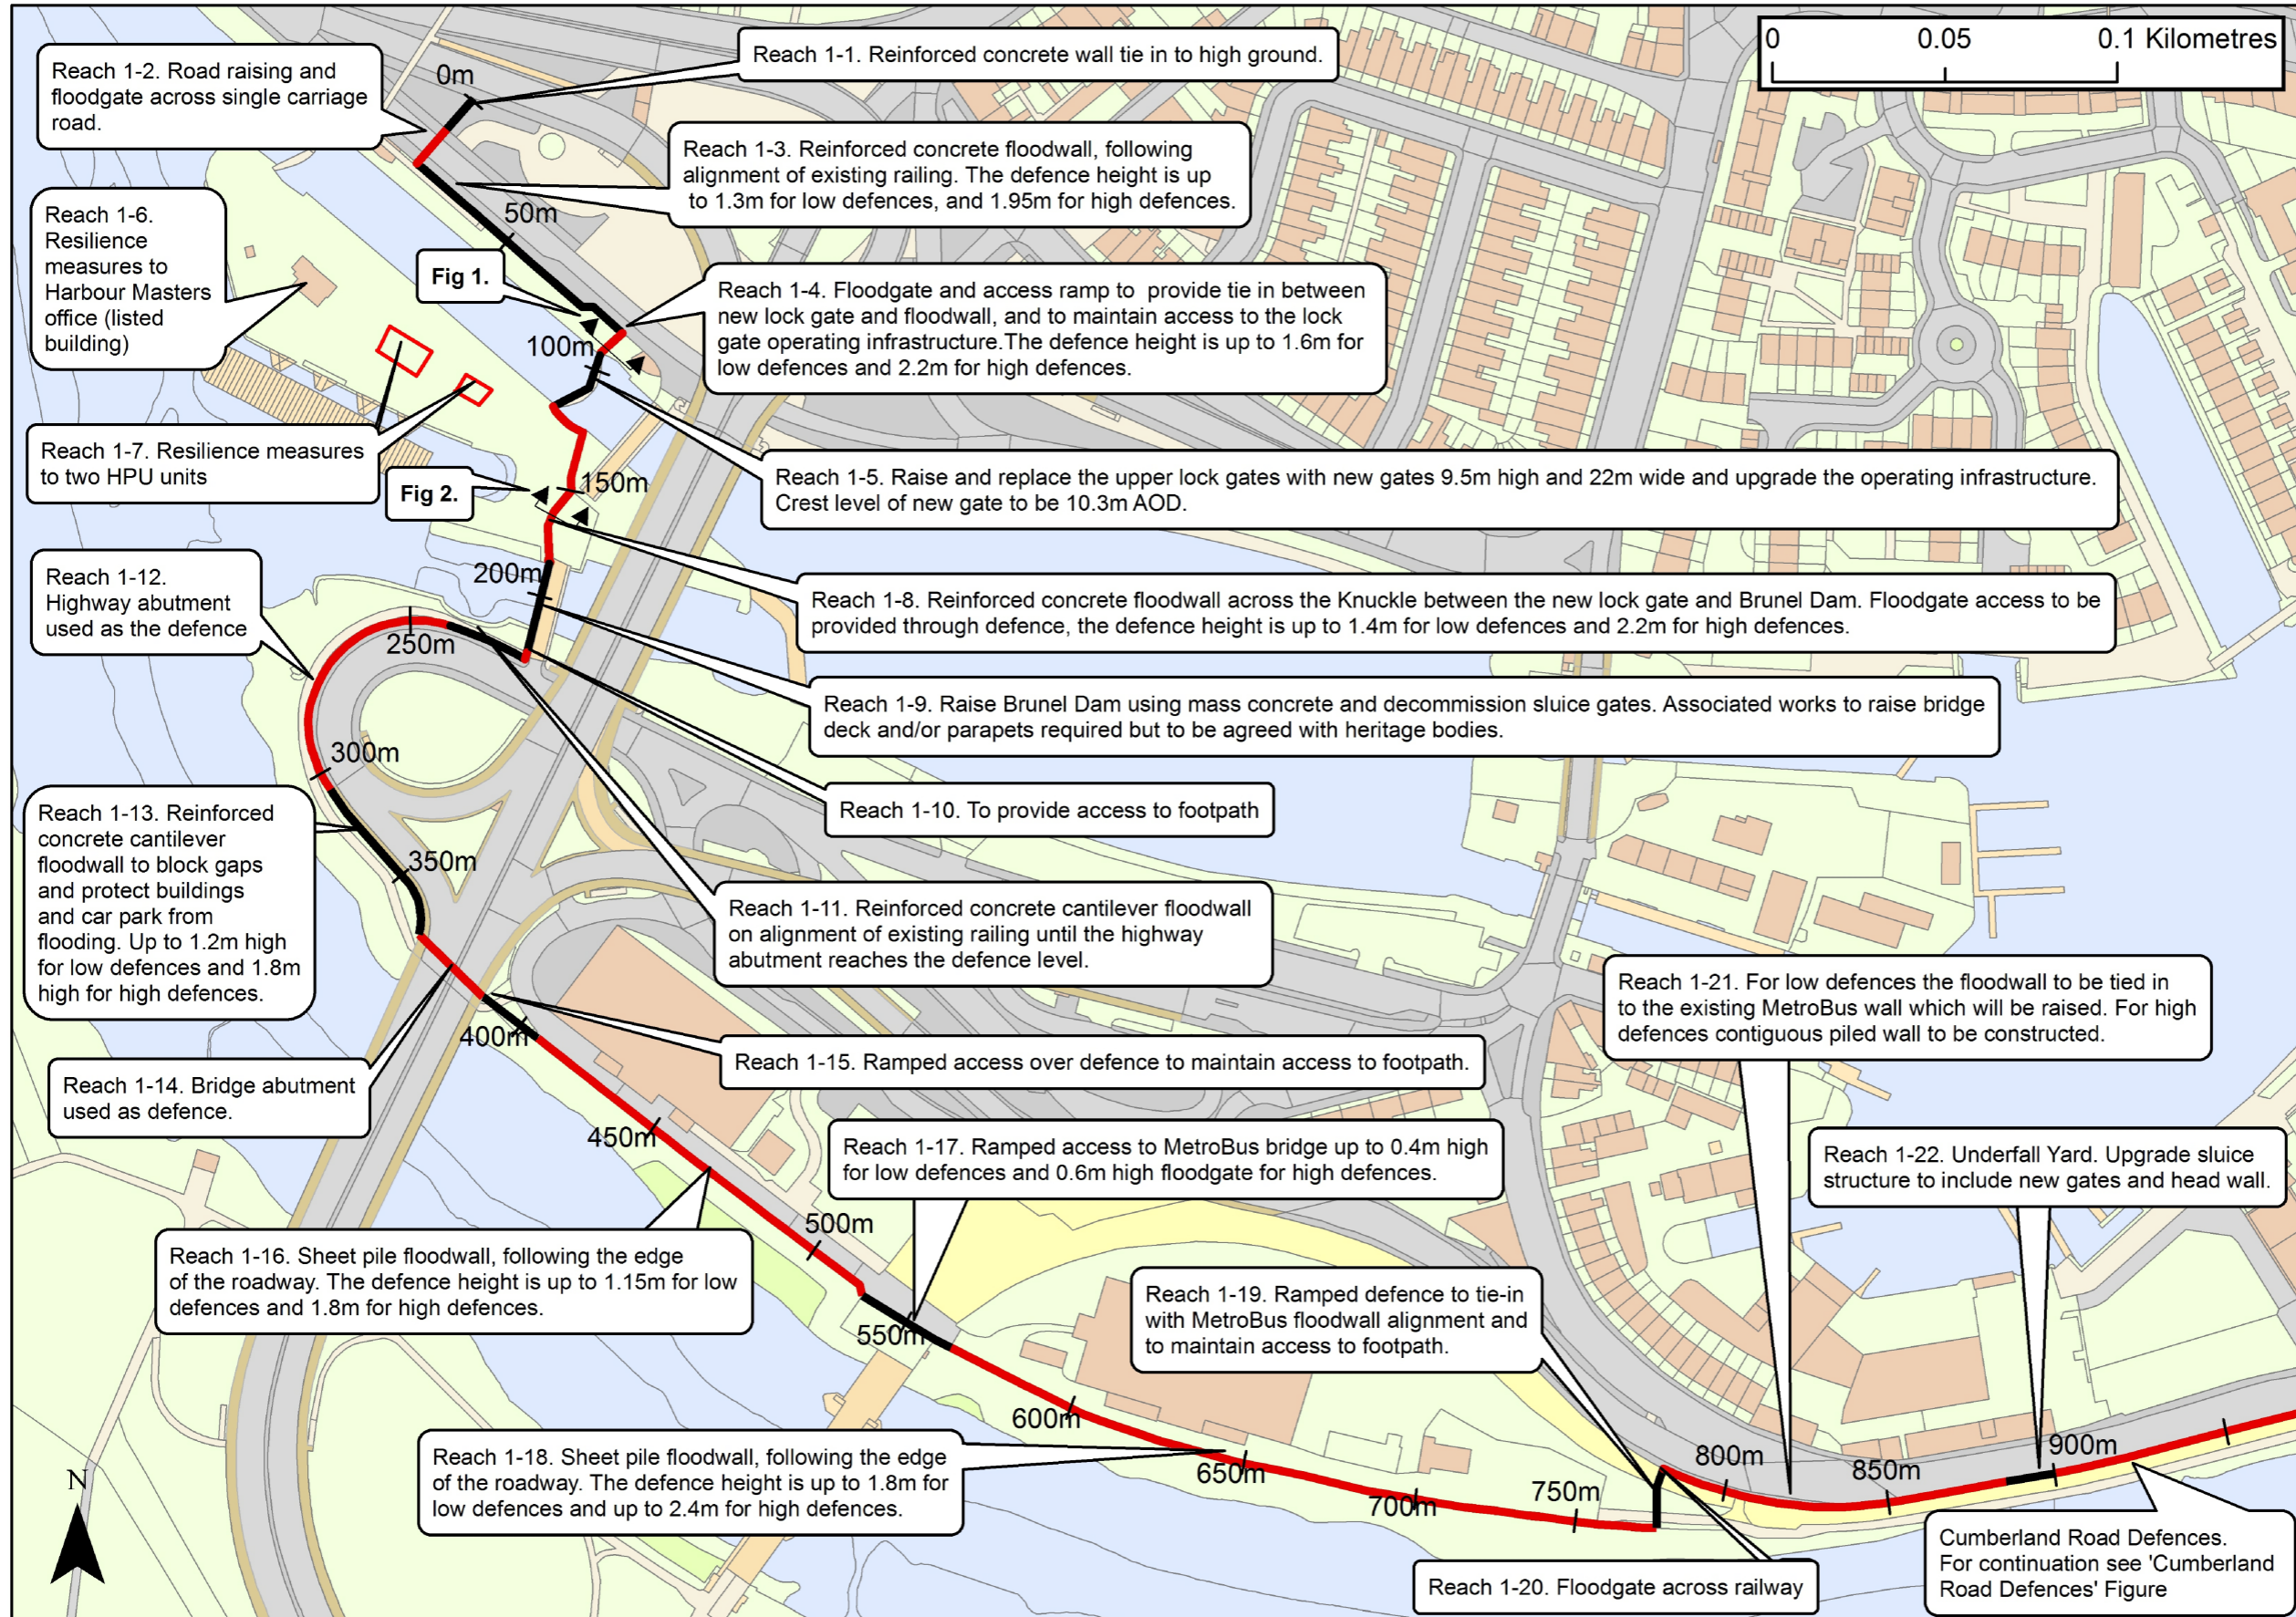 0 0.05 0.1 Kilometres
Reach 1-1. Reinforced concrete wall tie in to high ground.
Reach 1-2. Road raising and
floodgate across single carriage
road.
0m
Reach 1-3. Reinforced concrete floodwall, following
alignment of existing railing. The defence height is up
to 1.3m for low defences, and 1.95m for high defences.
50m
Reach 1-6.
Resilience
measures to
Harbour Masters
office (listed
building)
Fig 1.
Reach 1-4. Floodgate and access ramp to provide tie in between
new lock gate and floodwall, and to maintain access to the lock
gate operating infrastructure.The defence height is up to 1.6m for
low defences and 2.2m for high defences.
100m
Reach 1-7. Resilience measures
to two HPU units
Fig 2.
150m
Reach 1-5. Raise and replace the upper lock gates with new gates 9.5m high and 22m wide and upgrade the operating infrastructure.
Crest level of new gate to be 10.3m AOD.
Reach 1-12.
Highway abutment
used as the defence
200m
Reach 1-8. Reinforced concrete floodwall across the Knuckle between the new lock gate and Brunel Dam. Floodgate access to be
provided through defence, the defence height is up to 1.4m for low defences and 2.2m for high defences.
250m
Reach 1-9. Raise Brunel Dam using mass concrete and decommission sluice gates. Associated works to raise bridge
deck and/or parapets required but to be agreed with heritage bodies.
300m
Reach 1-10. To provide access to footpath
Reach 1-13. Reinforced
concrete cantilever
floodwall to block gaps
and protect buildings
and car park from
flooding. Up to 1.2m high
for low defences and 1.8m
high for high defences.
350m
Reach 1-11. Reinforced concrete cantilever floodwall
on alignment of existing railing until the highway
abutment reaches the defence level.
Reach 1-21. For low defences the floodwall to be tied in
to the existing MetroBus wall which will be raised. For high
defences contiguous piled wall to be constructed.
400m
Reach 1-15. Ramped access over defence to maintain access to footpath.
Reach 1-14. Bridge abutment
used as defence.
450m
Reach 1-17. Ramped access to MetroBus bridge up to 0.4m high
for low defences and 0.6m high floodgate for high defences.
Reach 1-22. Underfall Yard. Upgrade sluice
structure to include new gates and head wall.
500m
Reach 1-16. Sheet pile floodwall, following the edge
of the roadway. The defence height is up to 1.15m for low
defences and 1.8m for high defences.
Reach 1-19. Ramped defence to tie-in
with MetroBus floodwall alignment and
to maintain access to footpath.
550m
600m
Reach 1-18. Sheet pile floodwall, following the edge
of the roadway. The defence height is up to 1.8m for
low defences and up to 2.4m for high defences.
650m
700m
750m
800m
850m
900m
N
Cumberland Road Defences.
For continuation see 'Cumberland
Road Defences' Figure
Reach 1-20. Floodgate across railway